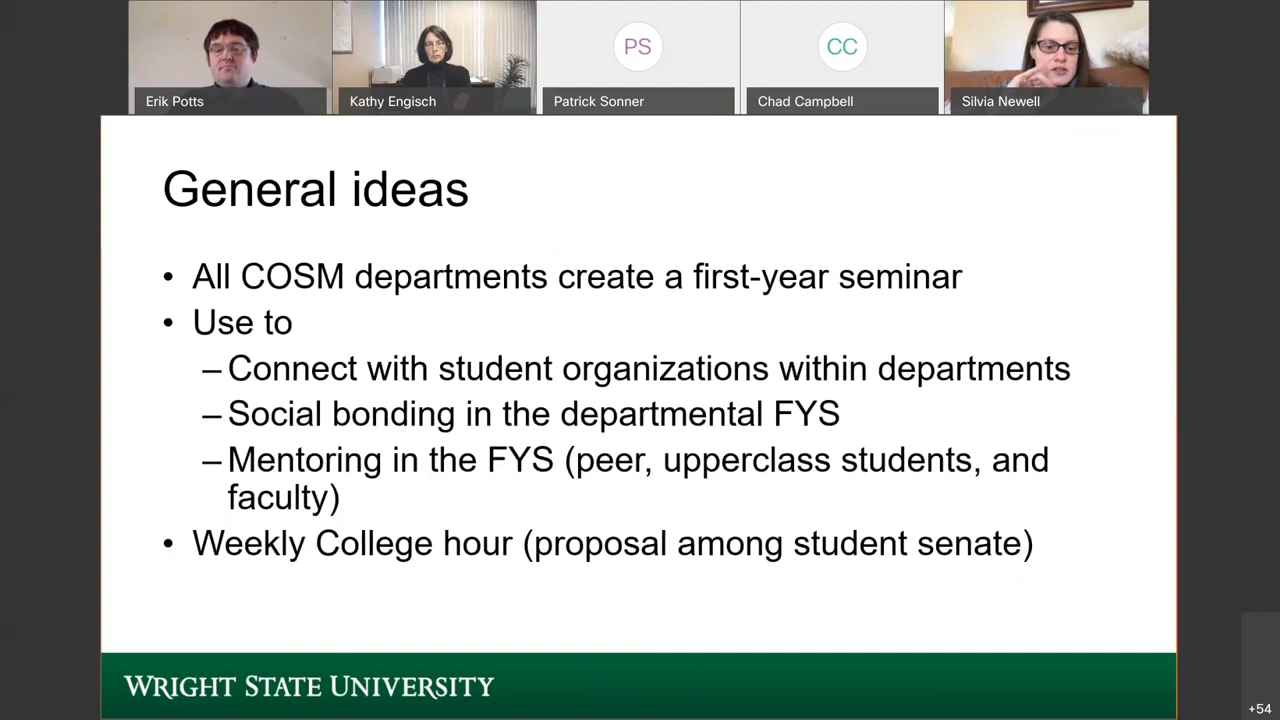 PS
CC
Erik Potts
Kathy Engisch
Patrick Sonner
Chad Campbell
Silvia Newell
General ideas
• All COSM departments create a first-year seminar
• Use to
– Connect with student organizations within departments
– Social bonding in the departmental FYS
– Mentoring in the FYS (peer, upperclass students, and
faculty)
• Weekly College hour (proposal among student senate)
WRIGHT STATE UNIVERSITY
+54